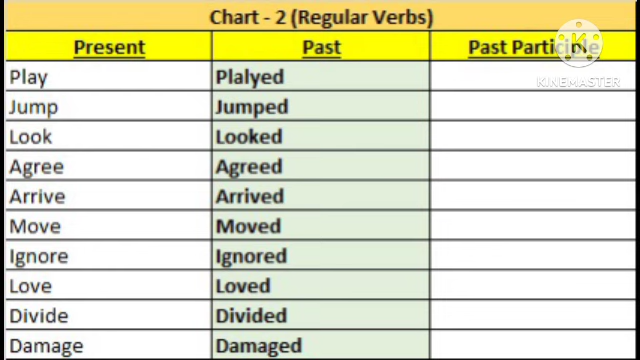 Chart - 2 (Regular Verbs)
Present Past Past Participle
Play Plalyed
Jump Jumped
Look Looked
Agree Agreed
Arrive Arrived
Move Moved
Ignore Ignored
Love Loved
Divide Divided
Damage Damaged
K
KINEMASTER